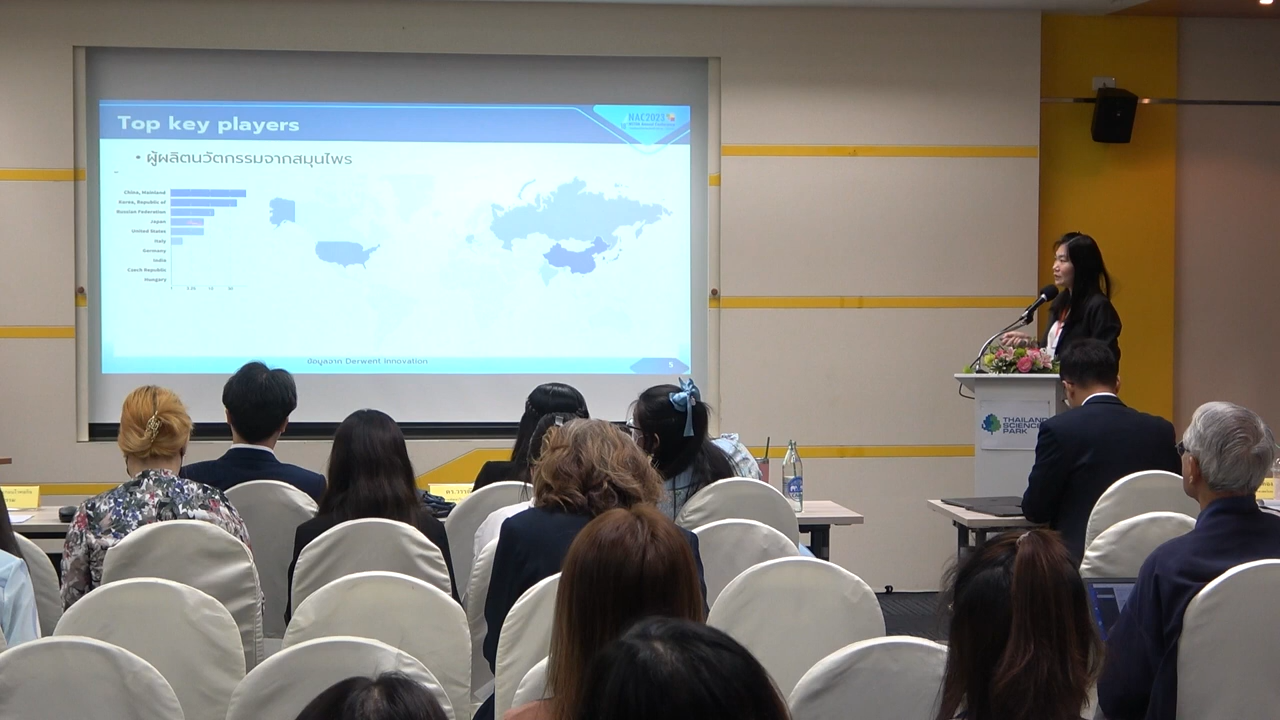 Top key players
NAC2023
• ผู้ผลิตนวัตกรรมจากสมุนไพร
China, Mainland
Korea, Republic of
Russian Federation
Japan
United States
Italy
Germany
India
Czech Republic
Hungary
ข้อมูลจาก Derwent Innovation
5
THAILAND
SCIENCE
PARK